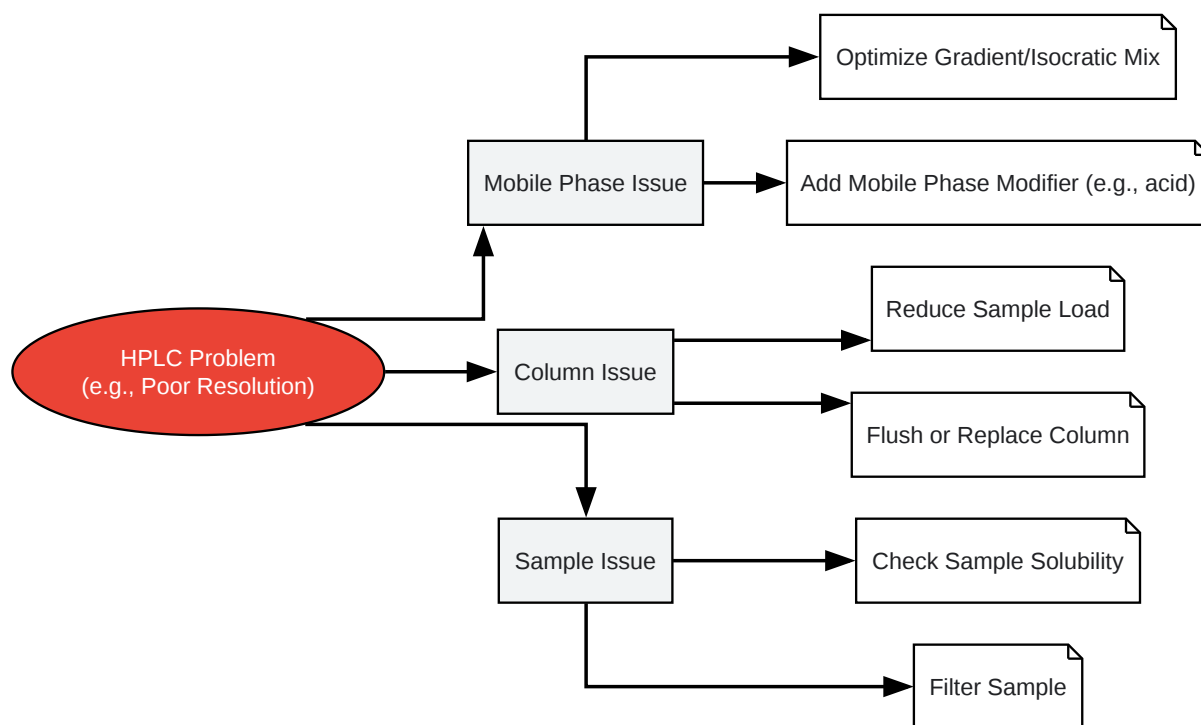 Optimize Gradient/Isocratic Mix
Mobile Phase Issue
Add Mobile Phase Modifier (e.g., acid)
Reduce Sample Load
HPLC Problem
(e.g., Poor Resolution)
Column Issue
Flush or Replace Column
Sample Issue
Check Sample Solubility
Filter Sample